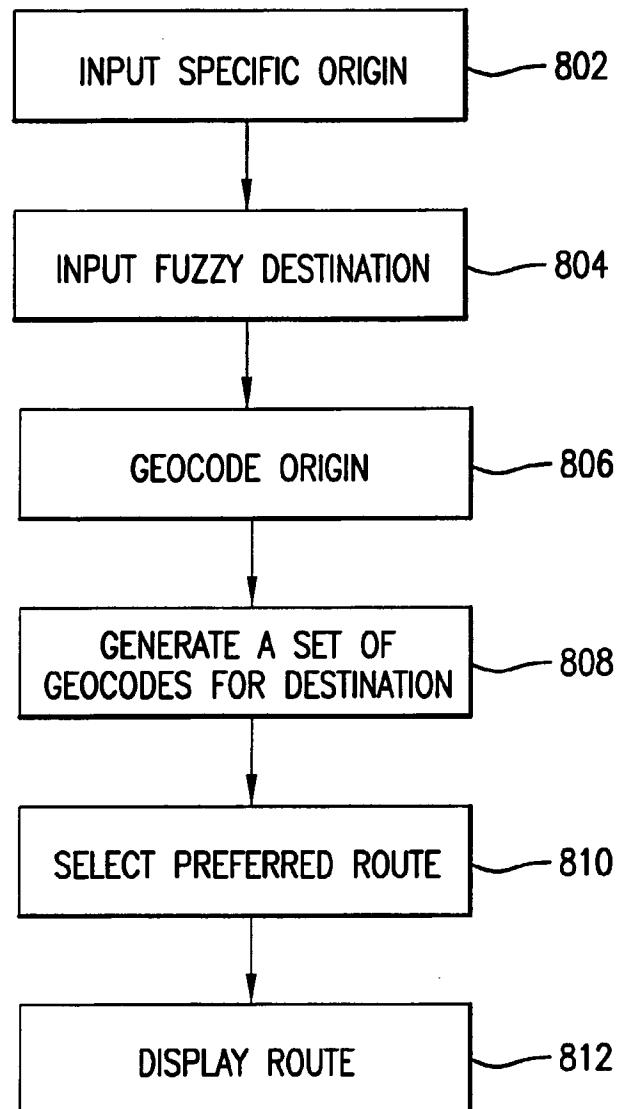 INPUT SPECIFIC ORIGIN
802
INPUT FUZZY DESTINATION
804
GEOCODE ORIGIN
806
GENERATE A SET OF
GEOCODES FOR DESTINATION
808
SELECT PREFERRED ROUTE
810
DISPLAY ROUTE
812